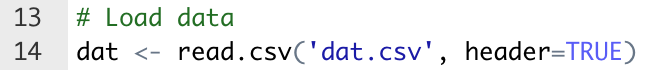 13 # Load data
14 dat <- read.csv('dat.csv', header=TRUE)